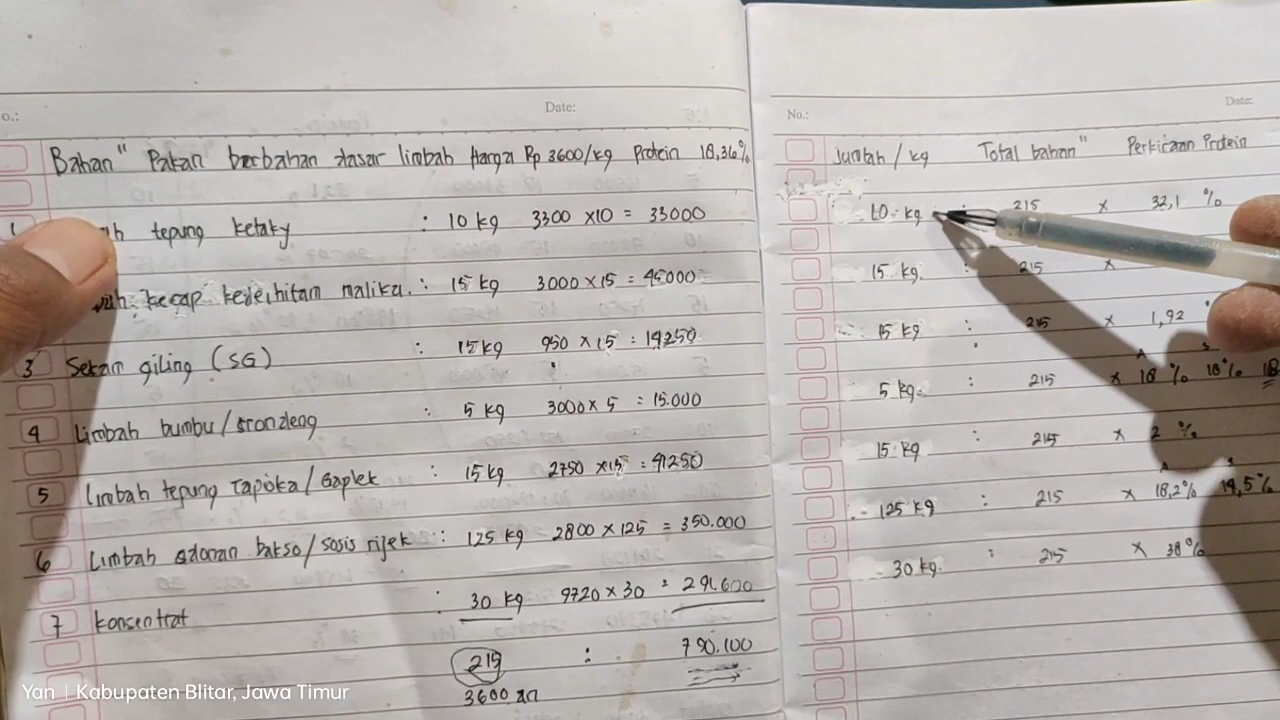 o.:
Date:
Bahan" Pakan berbahan dasar limbah Harga Rp 3600/kg Protein 18,36%
tepung ketaky : 10 kg 3300 x10 = 33000
kecap kedelhitam malika. : 15 kg 3000 x 15 = 45000
3 Sekam giling (SG) : 15 kg 950 x 15 : 14250
4 Limbah bumbu/ : 5 kg 3000 x 5 = 15.000
5 Limbah tepung Tapioka/Gaplek : 15 kg 2750 x 15 = 41250
6 Limbah adonan bakso/sosis rijek : 125 kg 2800 x 125 = 350.000
7 konsentrat : 30 kg 9720 x 30 = 291.600
215 : 790.100
3600 an
No.:
Date:
Jumlah / kg Total bahan" Perkiraan Protein
10 kg : 215 x 32,1 %
15 kg. : 215 x
15 kg : 215 x 1,92
5 kg. : 215 x 18 % 18 % 18
15 kg : 215 x 2 %
125 kg : 215 x 18,2% 14,5%
30 kg. : 215 x 38%
Yan | Kabupaten Blitar, Jawa Timur